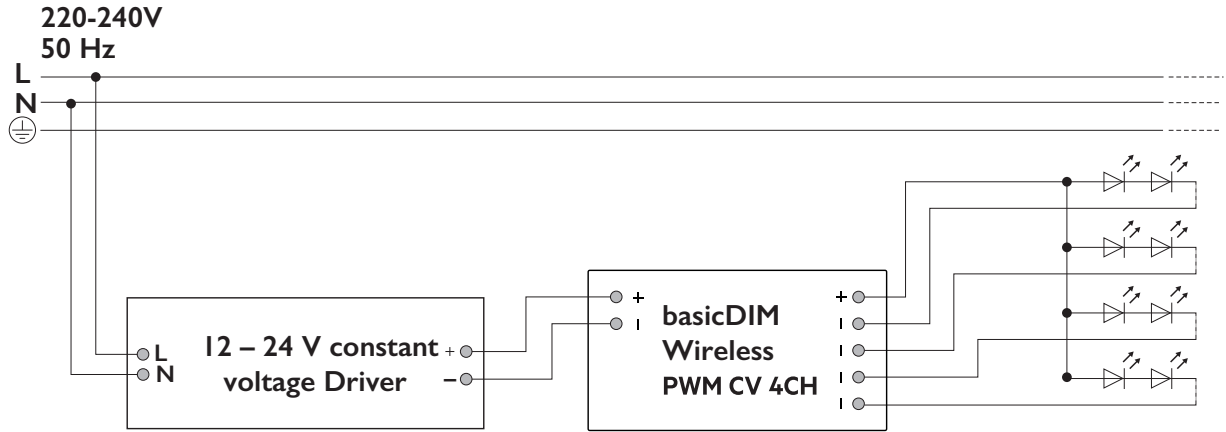 220-240V
50 Hz
L
N
12 – 24 V constant
voltage Driver
L
N
+
–
+
I
basicDIM
Wireless
PWM CV 4CH
+
I
I
I
I